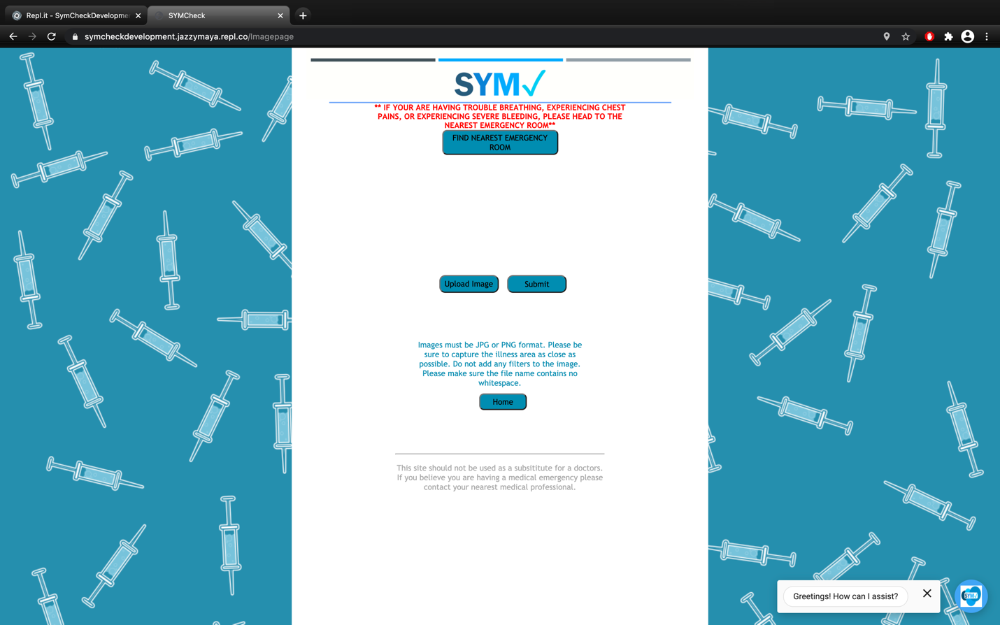 Repl.it - SymCheckDevelopme
SYMCheck
symcheckdevelopment.jazzymaya.repl.co/Imagepage
SYM✓
** IF YOUR ARE HAVING TROUBLE BREATHING, EXPERIENCING CHEST
PAINS, OR EXPERIENCING SEVERE BLEEDING, PLEASE HEAD TO THE
NEAREST EMERGENCY ROOM**
FIND NEAREST EMERGENCY
ROOM
Upload Image
Submit
Images must be JPG or PNG format. Please be
sure to capture the illness area as close as
possible. Do not add any filters to the image.
Please make sure the file name contains no
whitespace.
Home
This site should not be used as a subsititute for a doctors.
If you believe you are having a medical emergency please
contact your nearest medical professional.
Greetings! How can I assist?
SYM✓